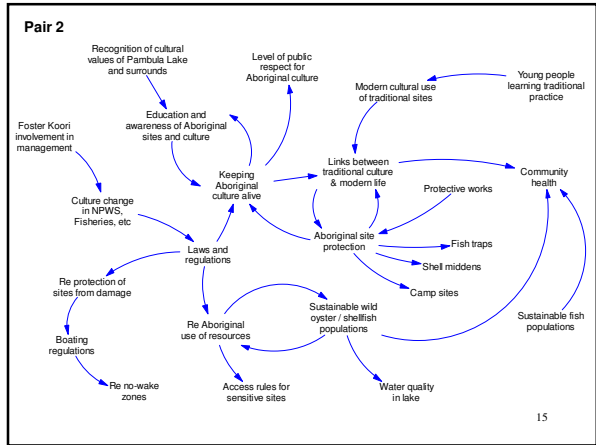 Pair 2
Recognition of cultural
values of Pambula Lake
and surrounds
Level of public
respect for
Aboriginal culture
Modern cultural use
of traditional sites
Young people
learning traditional
practice
Education and
awareness of Aboriginal
sites and culture
Foster Koori
involvement in
management
Keeping
Aboriginal
culture alive
Links between
traditional culture
& modern life
Community
health
Culture change
in NPWS,
Fisheries, etc
Protective works
Laws and
regulations
Aboriginal site
protection
Fish traps
Shell middens
Camp sites
Re protection of
sites from damage
Re Aboriginal
use of resources
Sustainable wild
oyster / shellfish
populations
Sustainable fish
populations
Boating
regulations
Re no-wake
zones
Access rules for
sensitive sites
Water quality
in lake
15